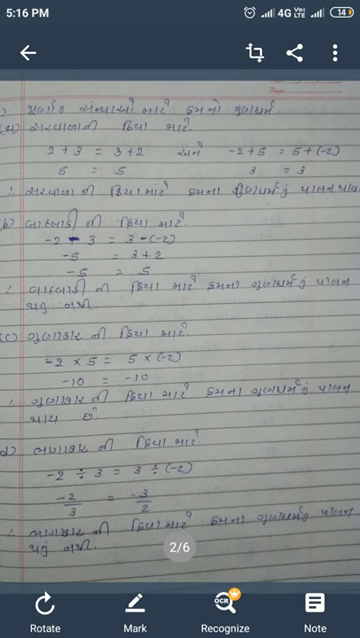 5:16 PM
4G VoLTE
14
) પૂર્ણાંક સંખ્યાઓ માટે ક્રમનો ગુણધર્મ
(a) સરવાળાની ક્રિયા માટે.
2 + 3 = 3 + 2 અને -2 + 5 = 5 + (-2)
5 = 5 3 = 3
∴ સરવાળા ની ક્રિયા માટે ક્રમના ગુણધર્મનું પાલન થાય
(b) બાદબાકી ની ક્રિયા માટે.
-2 - 3 = 3 - (-2)
-5 = 3 + 2
-5 = 5
∴ બાદબાકી ની ક્રિયા માટે ક્રમના ગુણધર્મનું પાલન
થતું નથી
(c) ગુણાકાર ની ક્રિયા માટે.
-2 × 5 = 5 × (-2)
-10 = -10
∴ ગુણાકાર ની ક્રિયા માટે ક્રમના ગુણધર્મનું પાલન
થાય છે
d) ભાગાકાર ની ક્રિયા માટે.
-2 ÷ 3 = 3 ÷ (-2)
-2/3 = -3/2
∴ ભાગાકાર ની ક્રિયા માટે ક્રમના ગુણધર્મનું પાલન
થતું નથી.
2/6
OCR
Rotate Mark Recognize Note